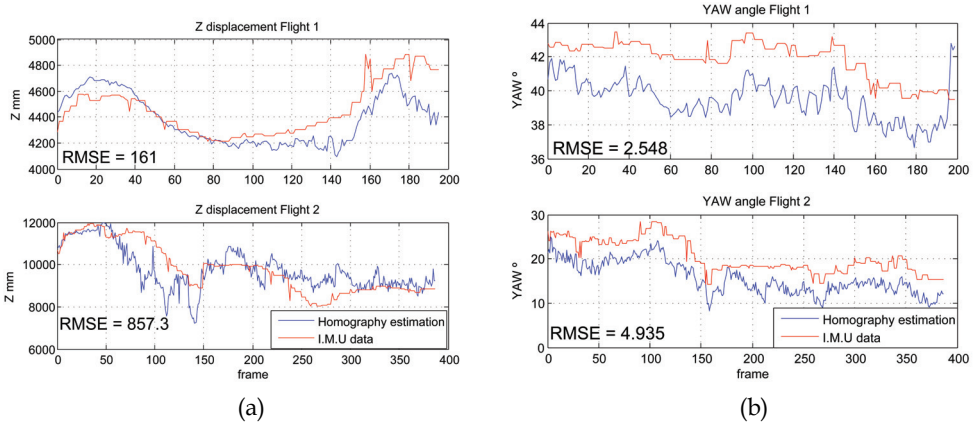 Z displacement Flight 1
Z mm
5000
4800
4600
4400
4200
4000
RMSE = 161
0 20 40 60 80 100 120 140 160 180 200
Z displacement Flight 2
Z mm
12000
10000
8000
6000
RMSE = 857.3
Homography estimation
I.M.U data
0 50 100 150 200 250 300 350 400
frame
(a)
YAW angle Flight 1
YAW º
44
42
40
38
36
RMSE = 2.548
0 20 40 60 80 100 120 140 160 180 200
YAW angle Flight 2
YAW º
30
20
10
0
RMSE = 4.935
Homography estimation
I.M.U data
0 50 100 150 200 250 300 350 400
frame
(b)